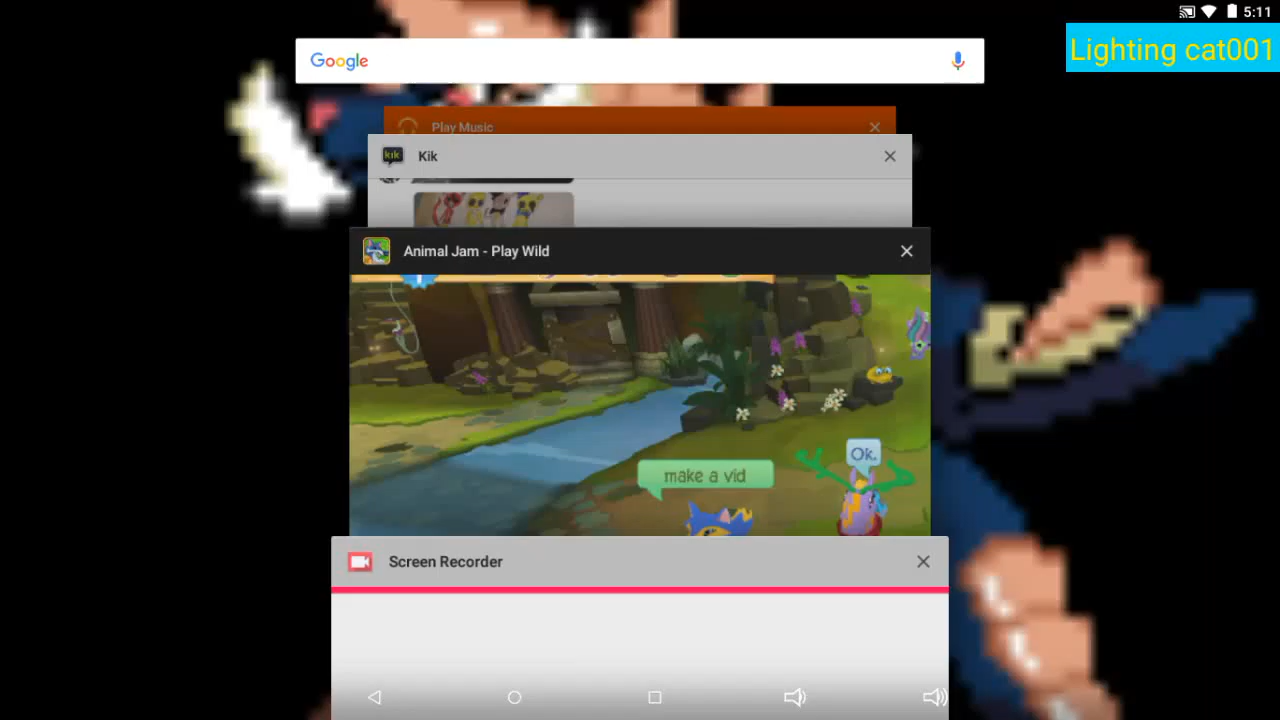 5:11
Lighting cat001
Google
Play Music
kik
Kik
Animal Jam - Play Wild
Ok.
make a vid
Screen Recorder